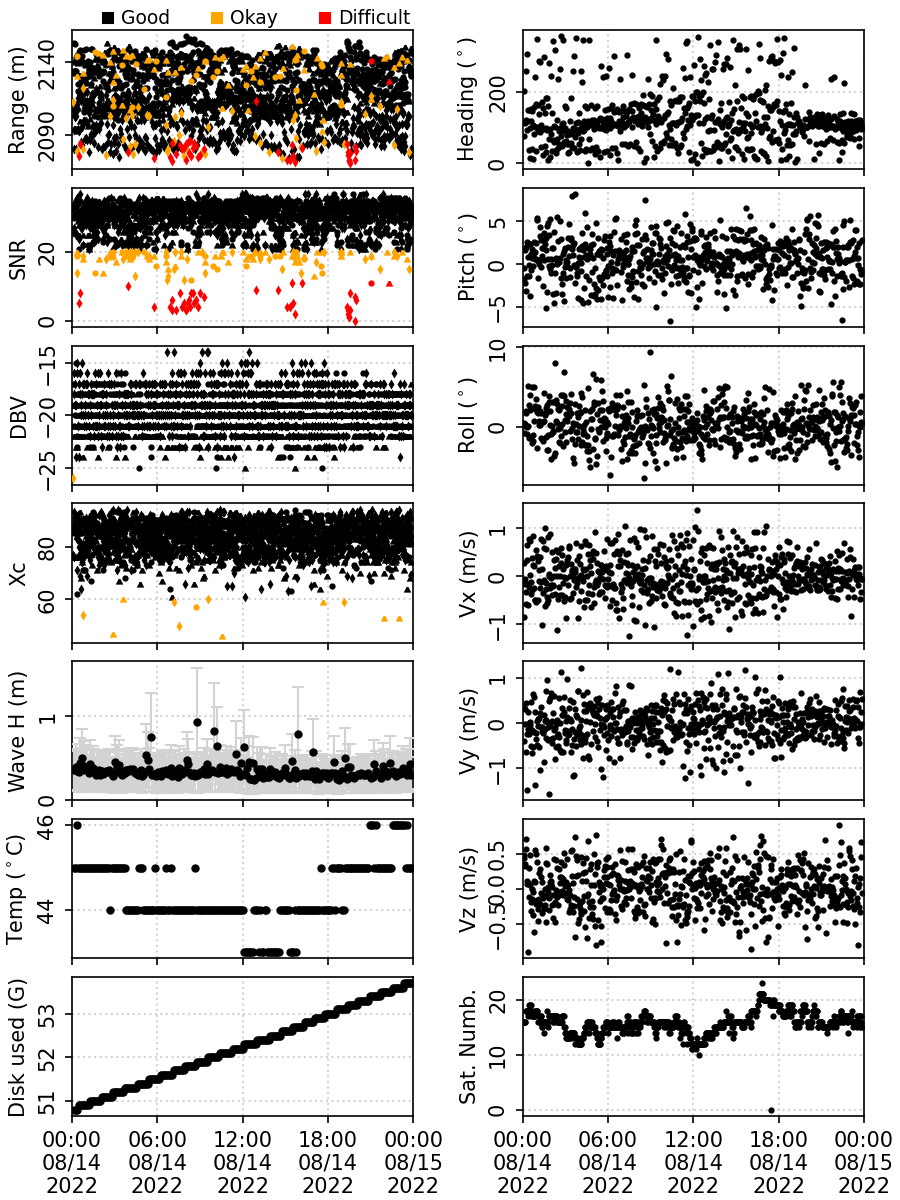 Good Okay Difficult
Range (m)
2140
2090
Heading (°)
200
0
SNR
20
0
Pitch (°)
5
0
−5
DBV
−15
−20
−25
Roll (°)
10
0
Xc
80
60
Vx (m/s)
1
0
−1
Wave H (m)
1
0
Vy (m/s)
1
0
−1
Temp (°C)
46
44
Vz (m/s)
0.5
0.0
−0.5
Disk used (G)
53
52
51
Sat. Numb.
20
10
0
00:00 06:00 12:00 18:00 00:00 00:00 06:00 12:00 18:00 00:00
08/14 08/14 08/14 08/14 08/15 08/14 08/14 08/14 08/14 08/15
2022 2022 2022 2022 2022 2022 2022 2022 2022 2022